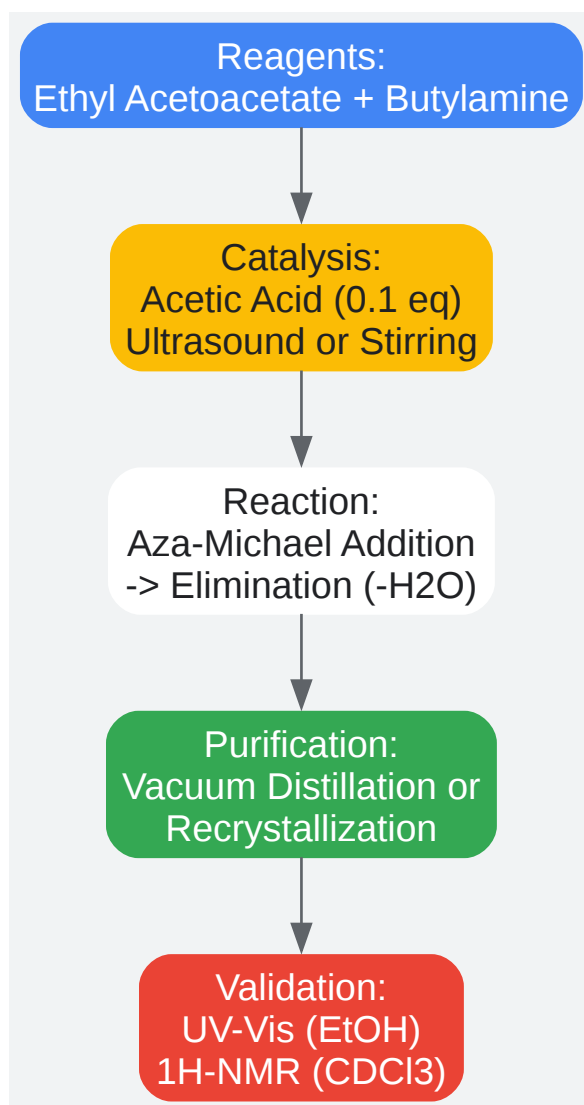 Reagents:
Ethyl Acetoacetate + Butylamine
Catalysis:
Acetic Acid (0.1 eq)
Ultrasound or Stirring
Reaction:
Aza-Michael Addition
-> Elimination (-H2O)
Purification:
Vacuum Distillation or
Recrystallization
Validation:
UV-Vis (EtOH)
1H-NMR (CDCl3)